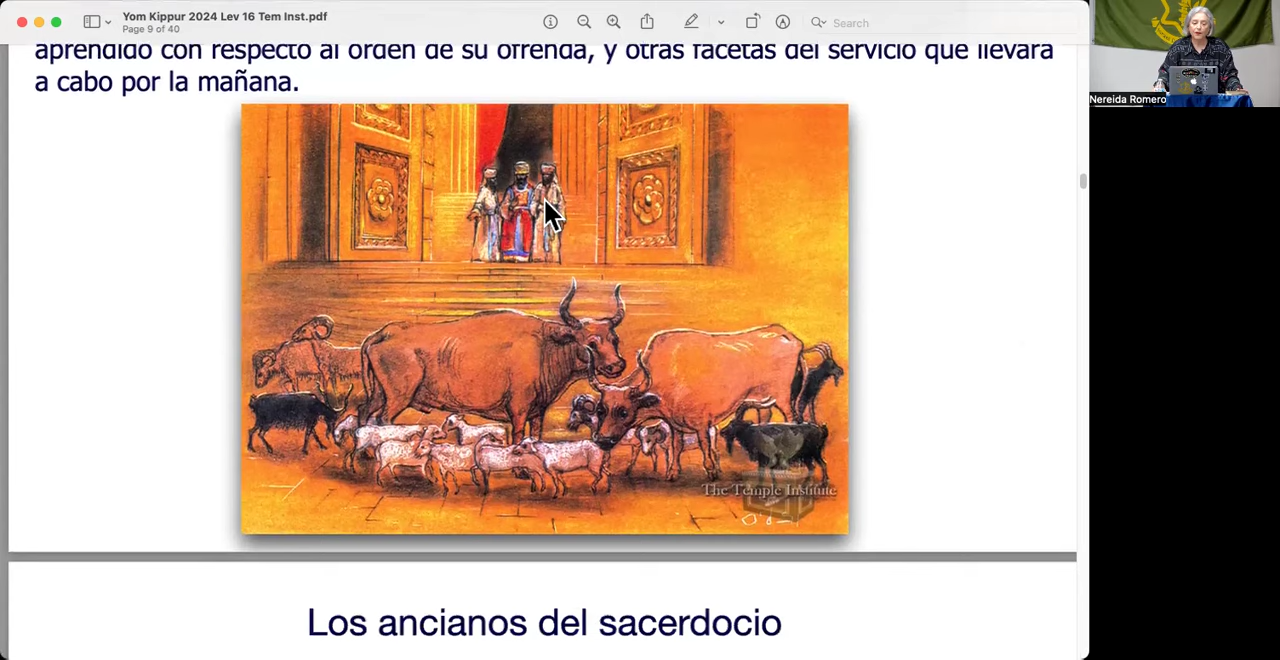 Yom Kippur 2024 Lev 16 Tem Inst.pdf
Page 9 of 40
Search
aprendido con respecto al orden de su ofrenda, y otras facetas del servicio que llevará
a cabo por la mañana.
The Temple Institute
Los ancianos del sacerdocio
Nereida Romero